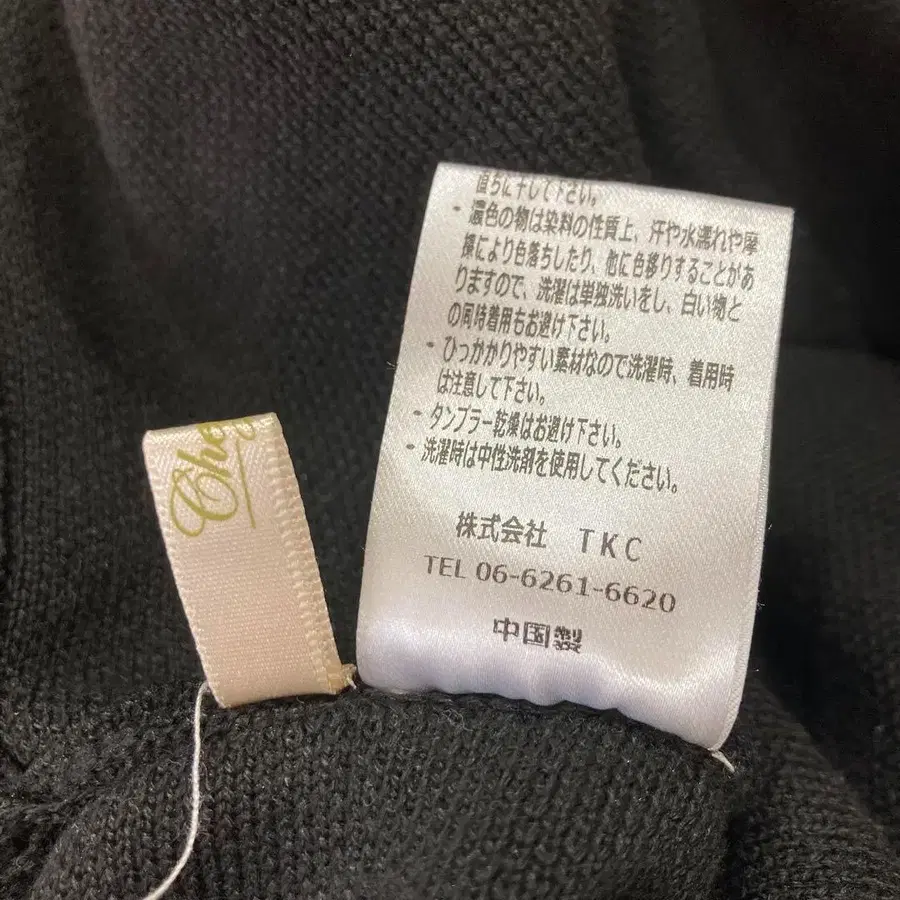 直ちに干して下さい。
・濃色の物は染料の性質上、汗や水濡れや摩
擦により色落ちしたり、他に色移りすることがあ
りますので、洗濯は単独洗いをし、白い物と
の同時着用もお避け下さい。
・ひっかかりやすい素材なので洗濯時、着用時
は注意して下さい。
・タンブラー乾燥はお避け下さい。
・洗濯時は中性洗剤を使用してください。
株式会社 TKC
TEL 06-6261-6620
中国製